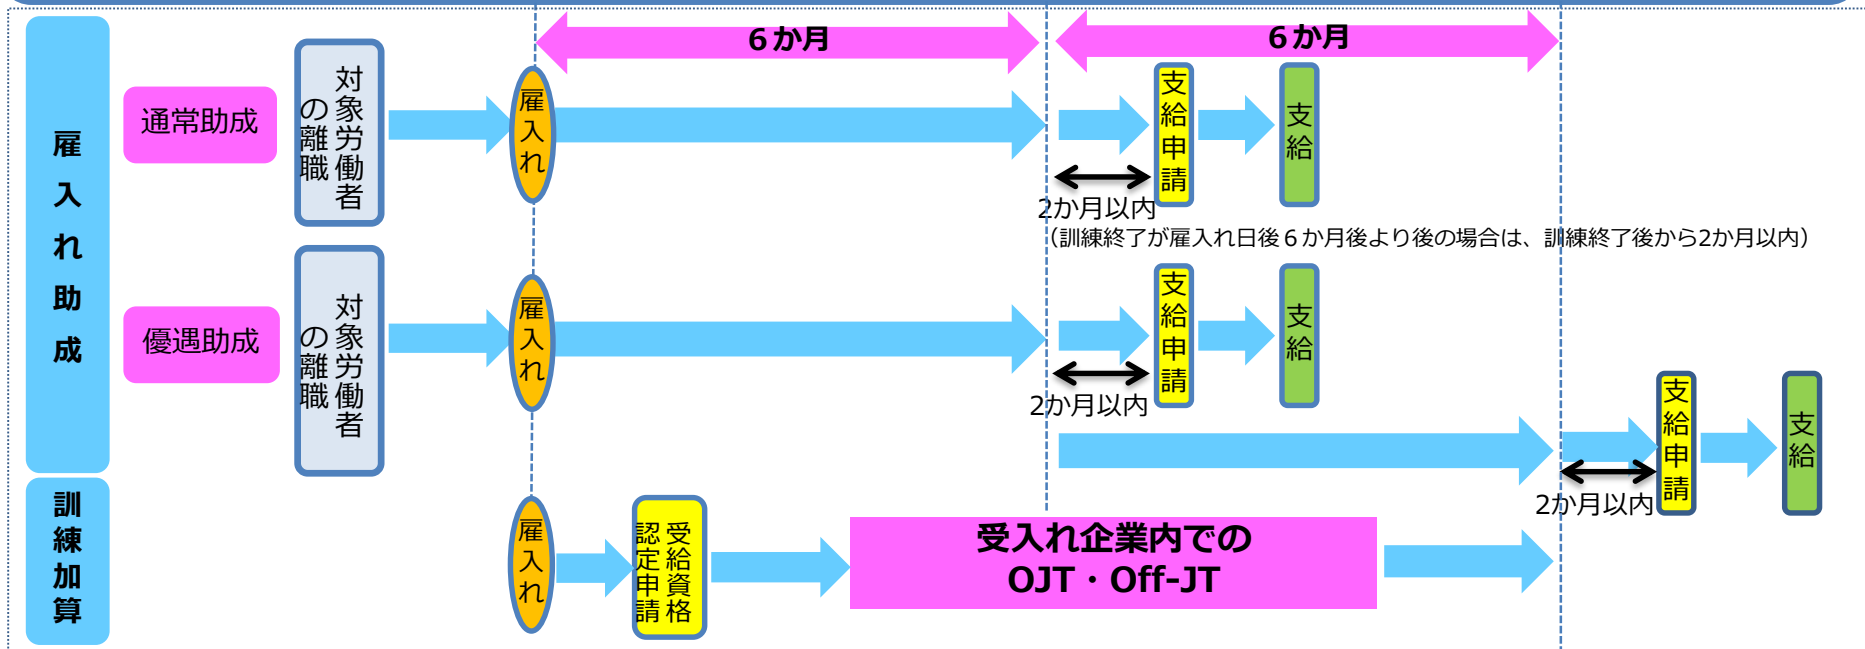 ６か月
６か月
雇入れ助成
通常助成
対象労働者
の離職
雇入れ
支給申請
支給
2か月以内
（訓練終了が雇入れ日後６か月後より後の場合は、訓練終了後から2か月以内）
優遇助成
対象労働者
の離職
雇入れ
支給申請
支給
2か月以内
支給申請
支給
2か月以内
訓練加算
雇入れ
受給資格
認定申請
受入れ企業内での
OJT・Off-JT